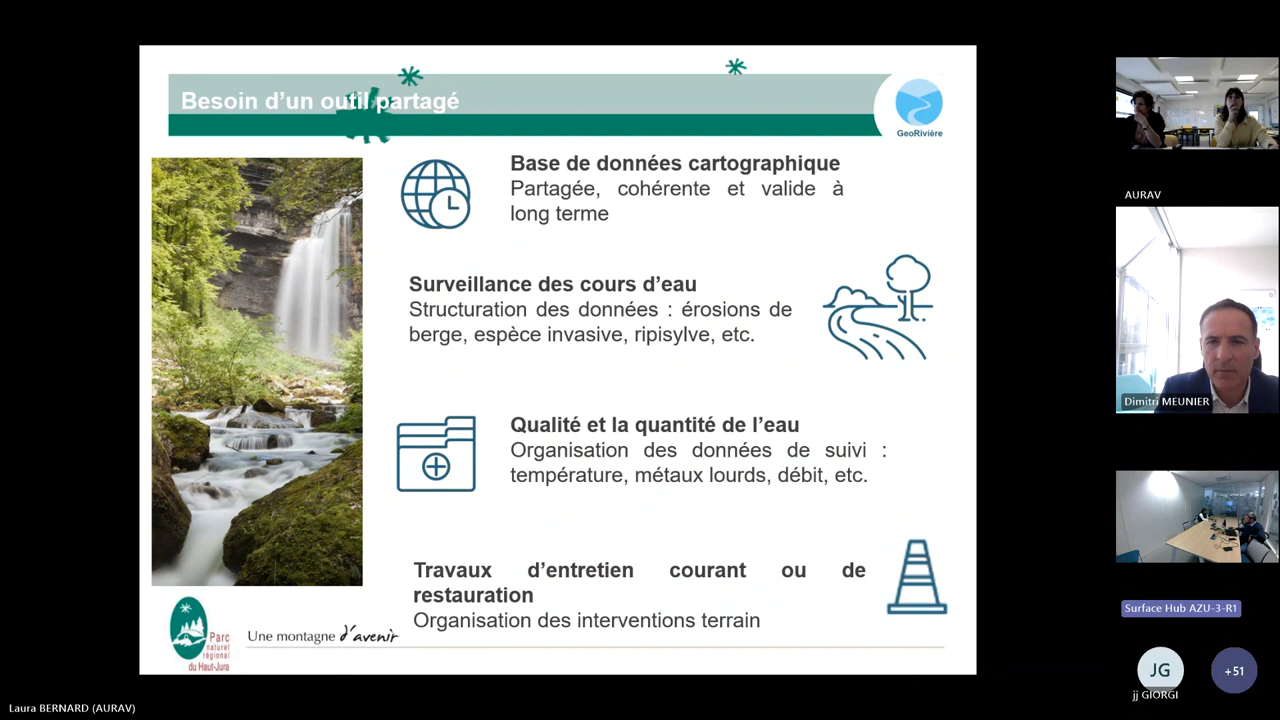 Besoin d'un outil partagé
GeoRivière
Base de données cartographique
Partagée, cohérente et valide à
long terme
Surveillance des cours d'eau
Structuration des données : érosions de
berge, espèce invasive, ripisylve, etc.
Qualité et la quantité de l'eau
Organisation des données de suivi :
température, métaux lourds, débit, etc.
Travaux d'entretien courant ou de
restauration
Organisation des interventions terrain
Parc
naturel
régional
du Haut-Jura
Une montagne d'avenir
AURAV
Dimitri MEUNIER
Surface Hub AZU-3-R1
JG
+51
jj GIORGI
Laura BERNARD (AURAV)